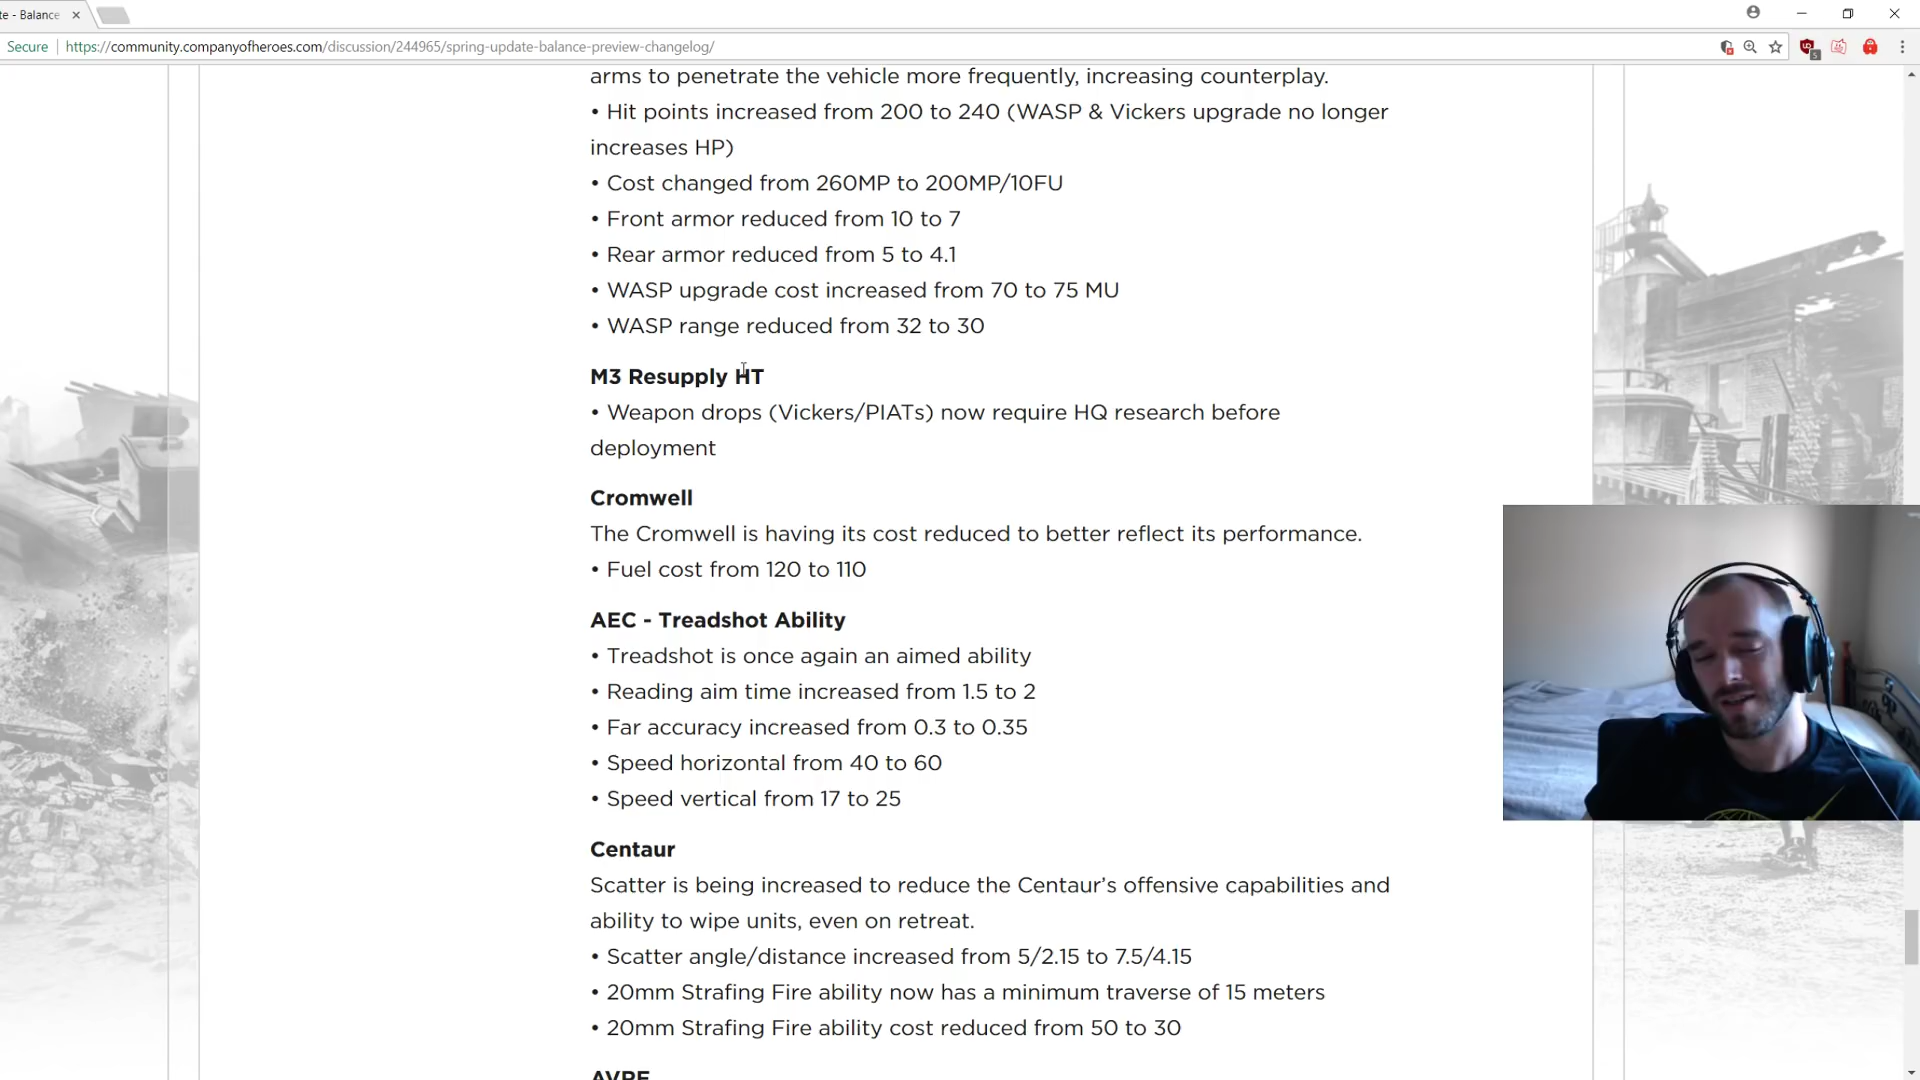 te - Balance
Secure
https://community.companyofheroes.com/discussion/244965/spring-update-balance-preview-changelog/
arms to penetrate the vehicle more frequently, increasing counterplay.
• Hit points increased from 200 to 240 (WASP & Vickers upgrade no longer
increases HP)
• Cost changed from 260MP to 200MP/10FU
• Front armor reduced from 10 to 7
• Rear armor reduced from 5 to 4.1
• WASP upgrade cost increased from 70 to 75 MU
• WASP range reduced from 32 to 30
M3 Resupply HT
• Weapon drops (Vickers/PIATs) now require HQ research before
deployment
Cromwell
The Cromwell is having its cost reduced to better reflect its performance.
• Fuel cost from 120 to 110
AEC - Treadshot Ability
• Treadshot is once again an aimed ability
• Reading aim time increased from 1.5 to 2
• Far accuracy increased from 0.3 to 0.35
• Speed horizontal from 40 to 60
• Speed vertical from 17 to 25
Centaur
Scatter is being increased to reduce the Centaur’s offensive capabilities and
ability to wipe units, even on retreat.
• Scatter angle/distance increased from 5/2.15 to 7.5/4.15
• 20mm Strafing Fire ability now has a minimum traverse of 15 meters
• 20mm Strafing Fire ability cost reduced from 50 to 30
AVRE